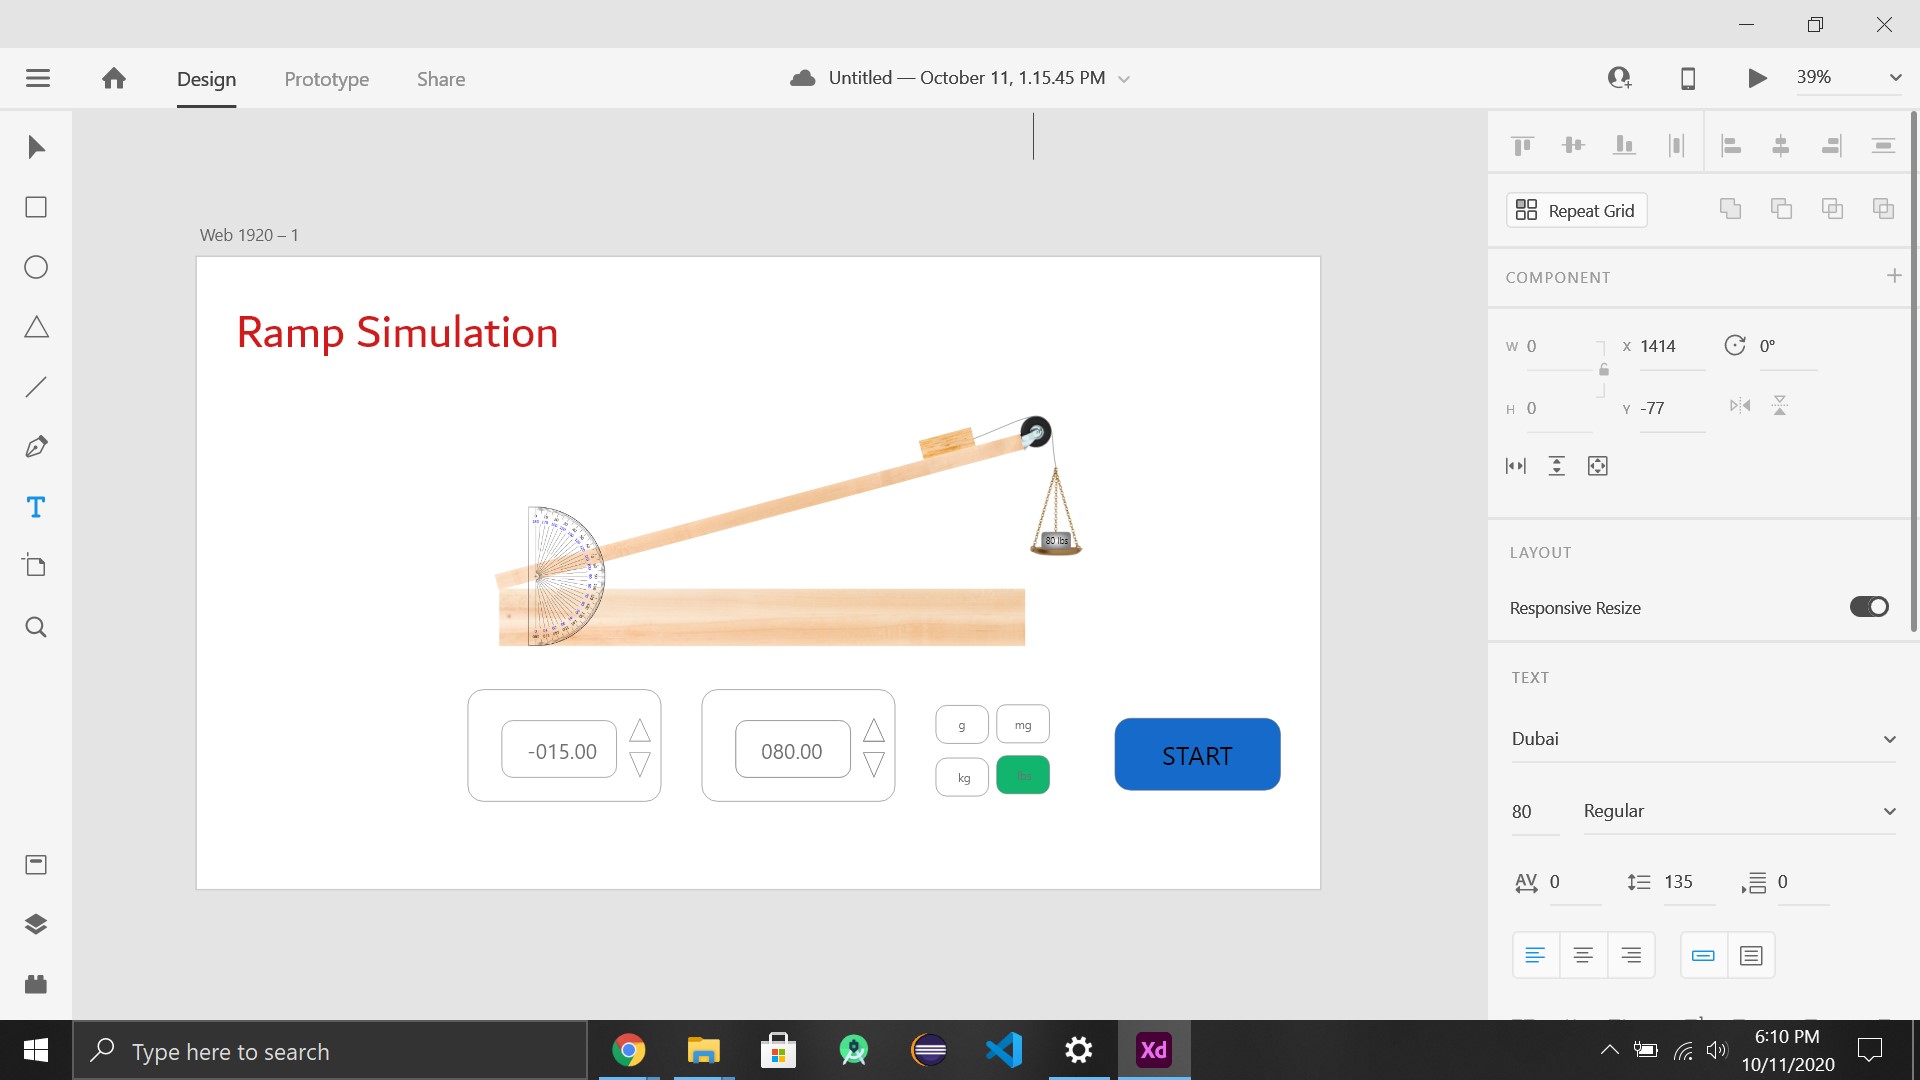 Design Prototype Share Untitled — October 11, 1.15.45 PM 39%
Repeat Grid
Web 1920 – 1
COMPONENT
Ramp Simulation
W 0 X 1414 0°
H 0 Y -77
80 lbs
LAYOUT
Responsive Resize
TEXT
-015.00 080.00 g mg
kg lbs
START
Dubai
80 Regular
AV 0 135 0
Type here to search
Xd
6:10 PM
10/11/2020